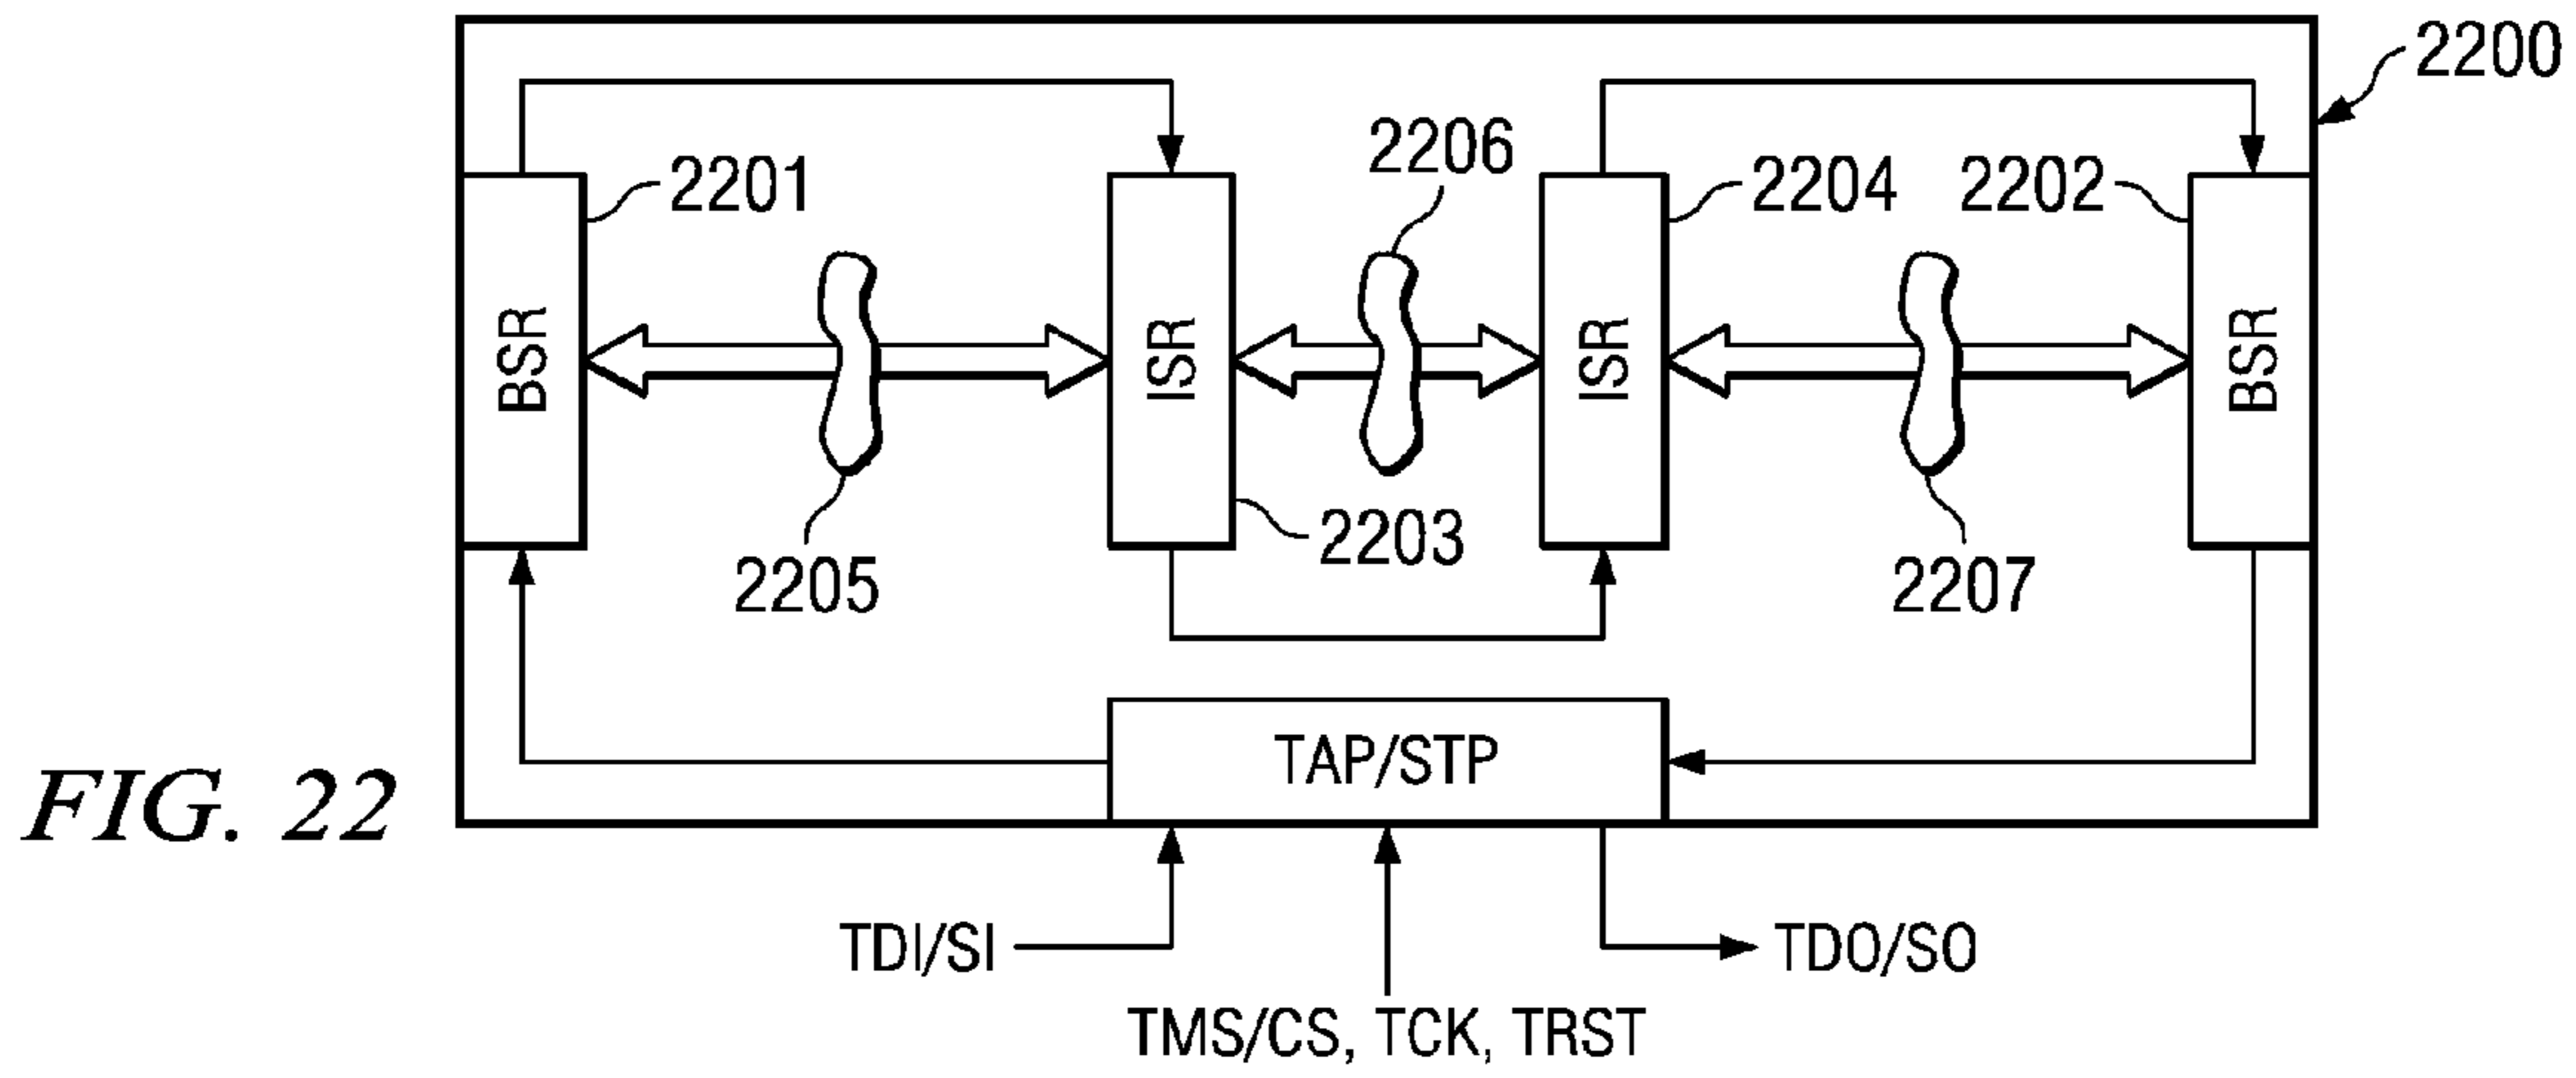 2200
2206
2201
2204
2202
BSR
ISR
ISR
BSR
2203
2205
2207
TAP/STP
FIG. 22
TDI/SI
TDO/SO
TMS/CS, TCK, TRST